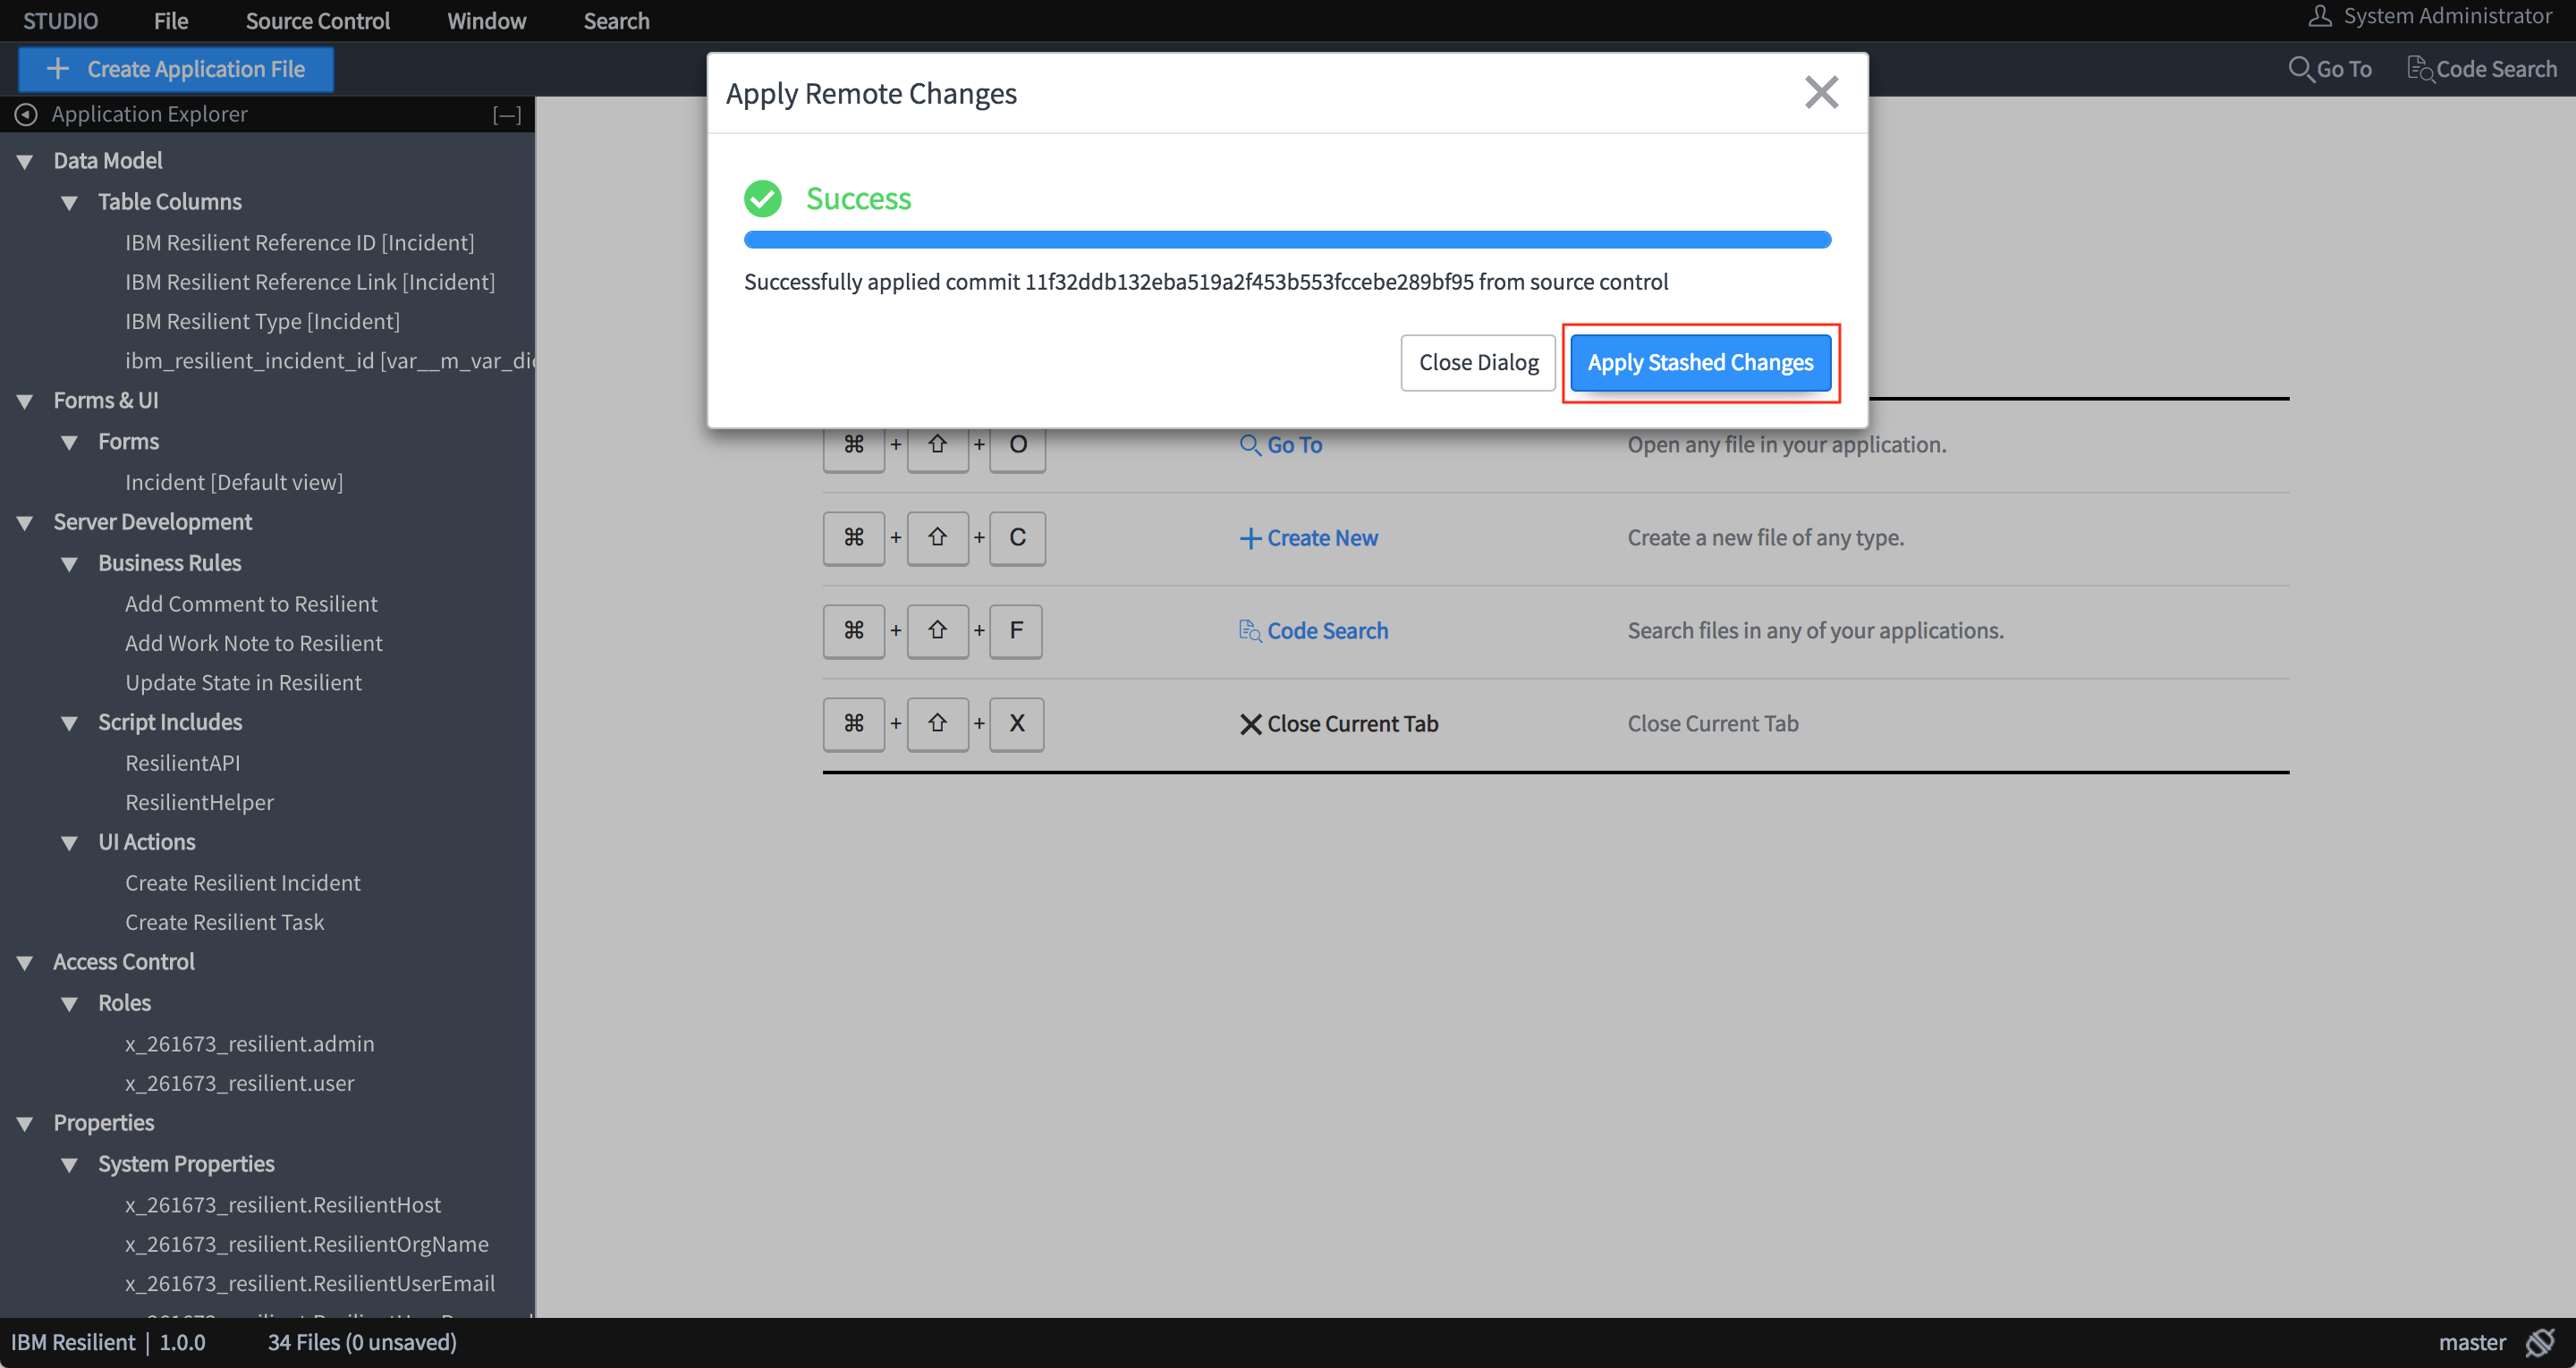 STUDIO File Source Control Window Search System Administrator
+ Create Application File Go To Code Search
Application Explorer [—]
Data Model
Table Columns
IBM Resilient Reference ID [Incident]
IBM Resilient Reference Link [Incident]
IBM Resilient Type [Incident]
ibm_resilient_incident_id [var__m_var_di
Forms & UI
Forms
Incident [Default view]
Server Development
Business Rules
Add Comment to Resilient
Add Work Note to Resilient
Update State in Resilient
Script Includes
ResilientAPI
ResilientHelper
UI Actions
Create Resilient Incident
Create Resilient Task
Access Control
Roles
x_261673_resilient.admin
x_261673_resilient.user
Properties
System Properties
x_261673_resilient.ResilientHost
x_261673_resilient.ResilientOrgName
x_261673_resilient.ResilientUserEmail
Apply Remote Changes
Success
Successfully applied commit 11f32ddb132eba519a2f453b553fccebe289bf95 from source control
Close Dialog Apply Stashed Changes
⌘ + ⇧ + O Go To Open any file in your application.
⌘ + ⇧ + C + Create New Create a new file of any type.
⌘ + ⇧ + F Code Search Search files in any of your applications.
⌘ + ⇧ + X Close Current Tab Close Current Tab
IBM Resilient | 1.0.0 34 Files (0 unsaved) master